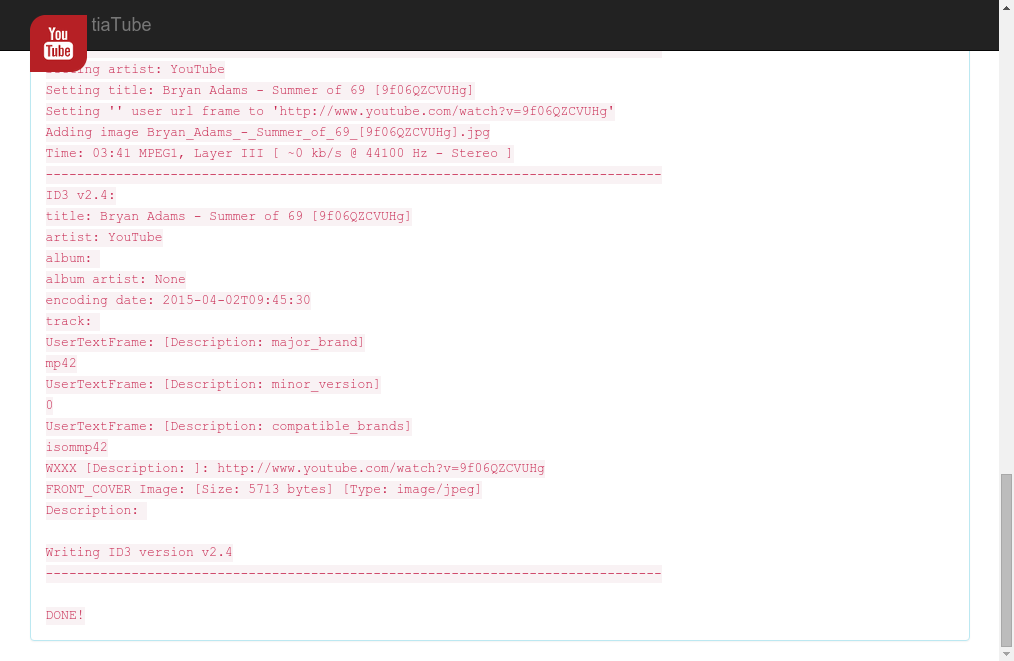 You
Tube
tiaTube
Setting artist: YouTube
Setting title: Bryan Adams - Summer of 69 [9f06QZCVUHg]
Setting '' user url frame to 'http://www.youtube.com/watch?v=9f06QZCVUHg'
Adding image Bryan_Adams_-_Summer_of_69_[9f06QZCVUHg].jpg
Time: 03:41 MPEG1, Layer III [ ~0 kb/s @ 44100 Hz - Stereo ]
-------------------------------------------------------------------------------
ID3 v2.4:
title: Bryan Adams - Summer of 69 [9f06QZCVUHg]
artist: YouTube
album:
album artist: None
encoding date: 2015-04-02T09:45:30
track:
UserTextFrame: [Description: major_brand]
mp42
UserTextFrame: [Description: minor_version]
0
UserTextFrame: [Description: compatible_brands]
isommp42
WXXX [Description: ]: http://www.youtube.com/watch?v=9f06QZCVUHg
FRONT_COVER Image: [Size: 5713 bytes] [Type: image/jpeg]
Description:
Writing ID3 version v2.4
-------------------------------------------------------------------------------
DONE!